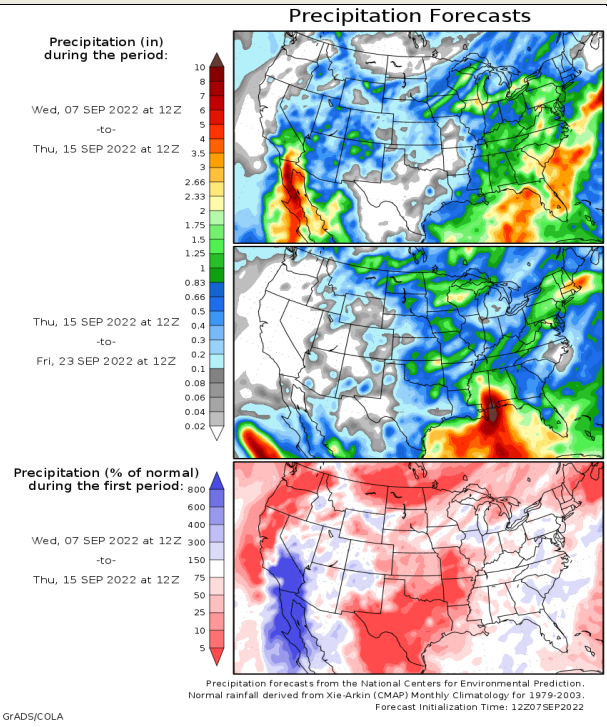 Precipitation Forecasts
Precipitation (in)
during the period:
Wed, 07 SEP 2022 at 12Z
-to-
Thu, 15 SEP 2022 at 12Z
10
8
7
6
5
4
3.5
3
2.66
2.33
2
1.75
1.5
1.25
1
0.83
0.66
0.5
0.4
0.3
0.2
0.1
0.08
0.06
0.04
0.02
Thu, 15 SEP 2022 at 12Z
-to-
Fri, 23 SEP 2022 at 12Z
Precipitation (% of normal)
during the first period:
Wed, 07 SEP 2022 at 12Z
-to-
Thu, 15 SEP 2022 at 12Z
800
600
400
300
150
75
50
25
10
5
Precipitation forecasts from the National Centers for Environmental Prediction.
Normal rainfall derived from Xie-Arkin (CMAP) Monthly Climatology for 1979-2003.
Forecast Initialization Time: 12Z07SEP2022
GrADS/COLA